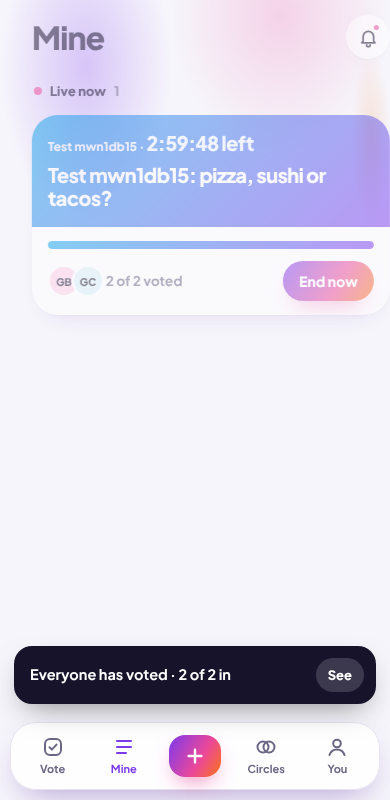 Mine
Live now 1
Test mwn1db15 · 2:59:48 left
Test mwn1db15: pizza, sushi or
tacos?
GB GC 2 of 2 voted
End now
Everyone has voted · 2 of 2 in
See
Vote Mine Circles You